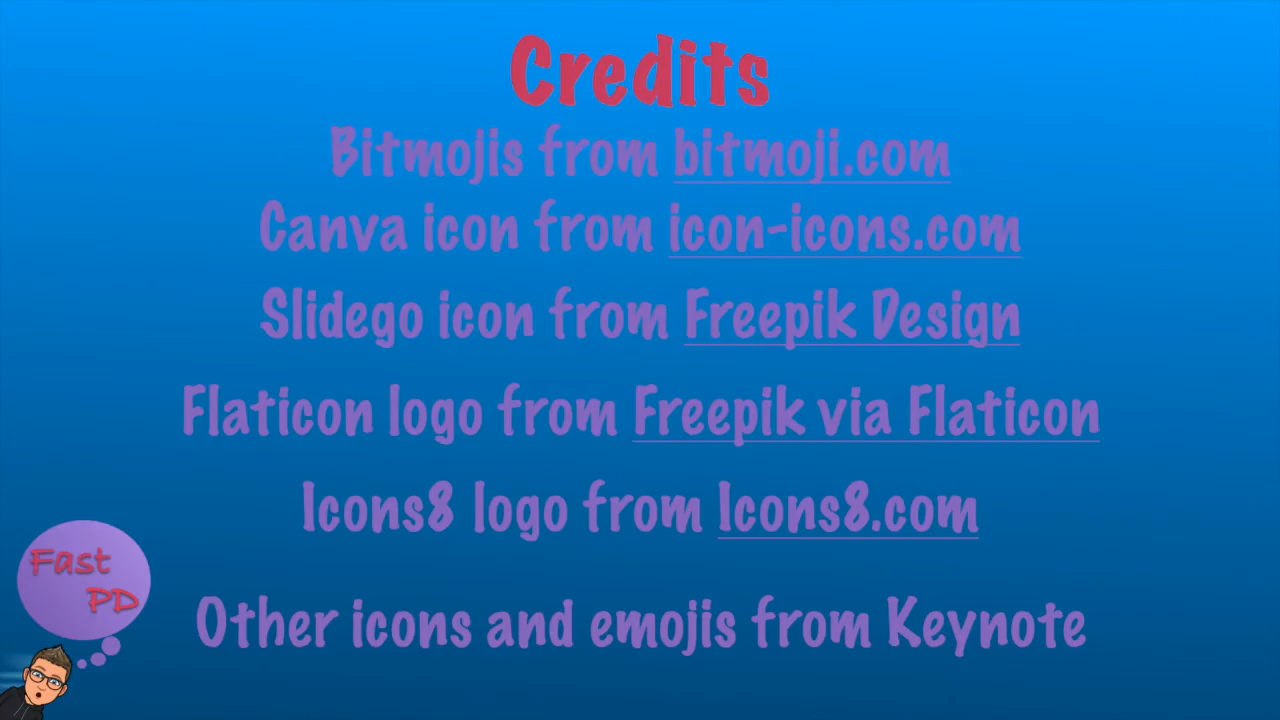 Credits
Bitmojis from bitmoji.com
Canva icon from icon-icons.com
Slidego icon from Freepik Design
Flaticon logo from Freepik via Flaticon
Icons8 logo from Icons8.com
Other icons and emojis from Keynote
Fast
PD